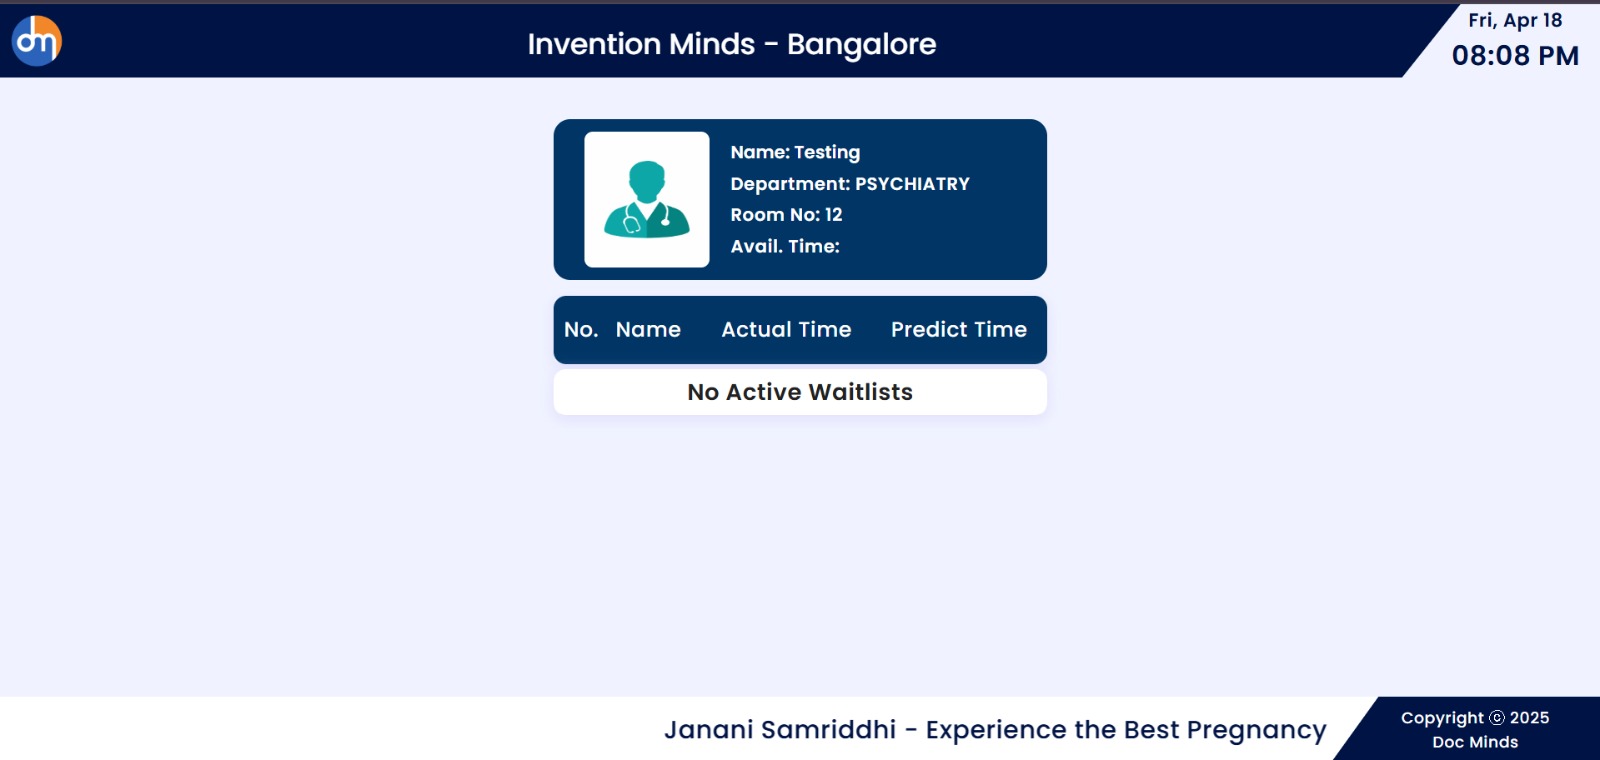 dm
Invention Minds - Bangalore
Fri, Apr 18
08:08 PM
Name: Testing
Department: PSYCHIATRY
Room No: 12
Avail. Time:
No. Name Actual Time Predict Time
No Active Waitlists
Janani Samriddhi - Experience the Best Pregnancy
Copyright © 2025
Doc Minds